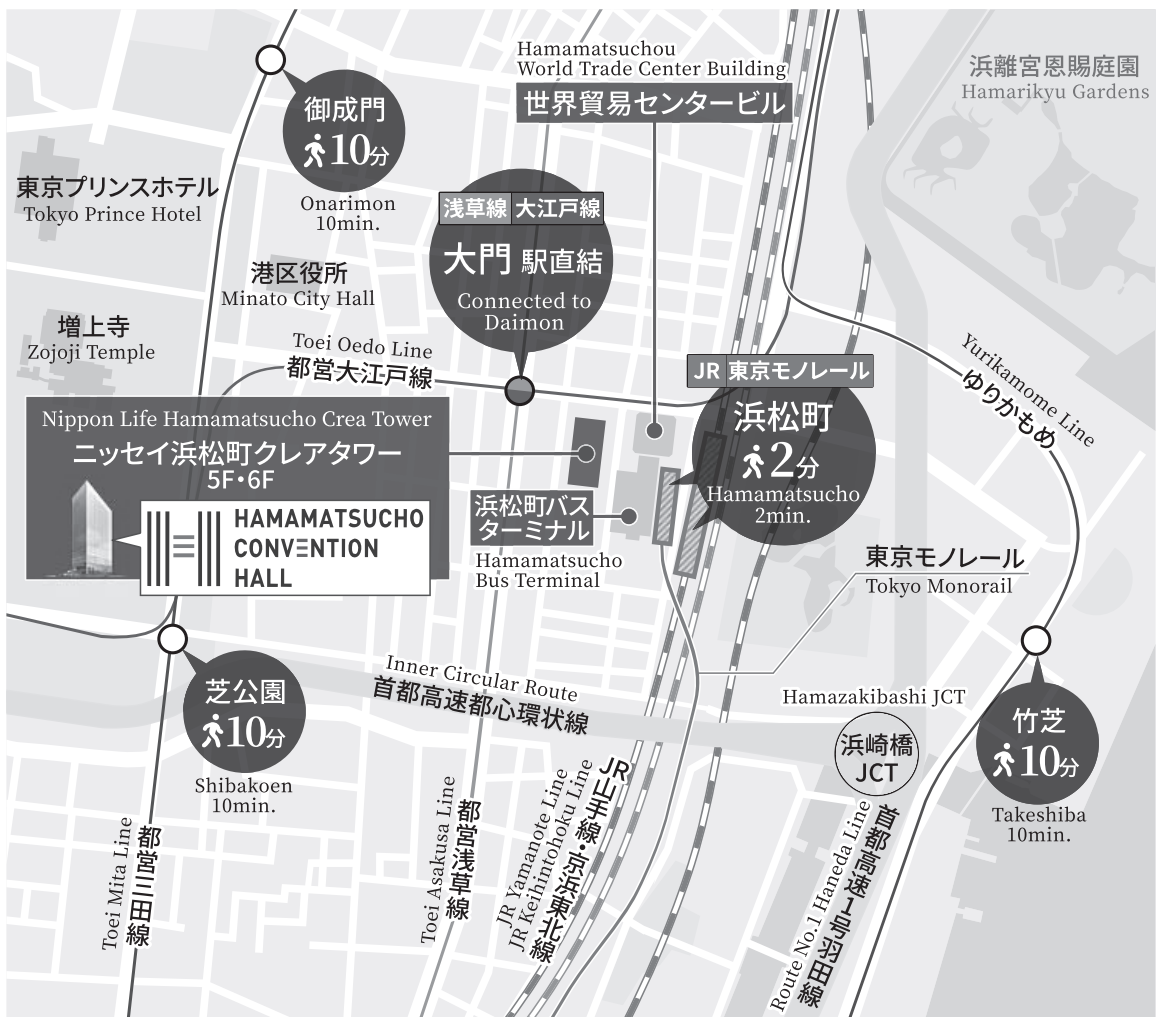 Hamamatsuchou
World Trade Center Building
世界貿易センタービル
浜離宮恩賜庭園
Hamarikyu Gardens
御成門
10分
Onarimon
10min.
東京プリンスホテル
Tokyo Prince Hotel
浅草線 大江戸線
大門 駅直結
Connected to
Daimon
港区役所
Minato City Hall
増上寺
Zojoji Temple
Toei Oedo Line
都営大江戸線
Yurikamome Line
ゆりかもめ
JR 東京モノレール
浜松町
2分
Hamamatsucho
2min.
Nippon Life Hamamatsucho Crea Tower
ニッセイ浜松町クレアタワー
5F・6F
HAMAMATSUCHO
CONVENTION
HALL
浜松町バス
ターミナル
Hamamatsucho
Bus Terminal
東京モノレール
Tokyo Monorail
Inner Circular Route
首都高速都心環状線
芝公園
10分
Shibakoen
10min.
Hamazakibashi JCT
浜崎橋
JCT
竹芝
10分
Takeshiba
10min.
Toei Mita Line
都営三田線
Toei Asakusa Line
都営浅草線
JR Yamanote Line
JR Keihintohoku Line
JR山手線・京浜東北線
Route No.1 Haneda Line
首都高速1号羽田線